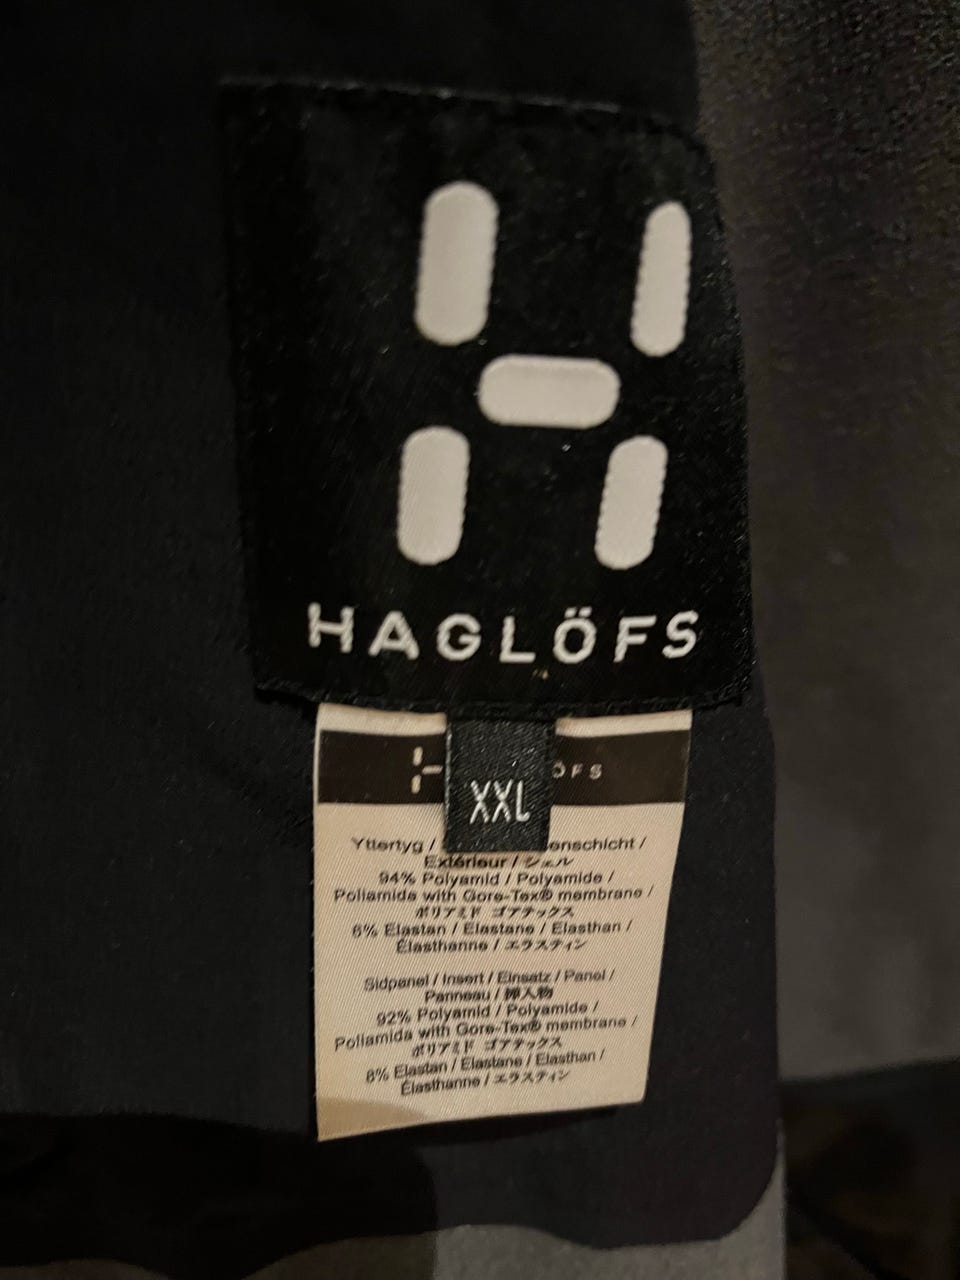 HAGLÖFS
ÖFS
XXL
Yttertyg / enschicht /
Extérieur / シェル
94% Polyamid / Polyamide /
Poliamida with Gore-Tex® membrane /
ポリアミド ゴアテックス
6% Elastan / Elastane / Elasthan /
Élasthanne / エラスティン
Sidpanel / Insert / Einsatz / Panel /
Panneau / 挿入物
92% Polyamid / Polyamide /
Poliamida with Gore-Tex® membrane /
ポリアミド ゴアテックス
8% Elastan / Elastane / Elasthan /
Élasthanne / エラスティン